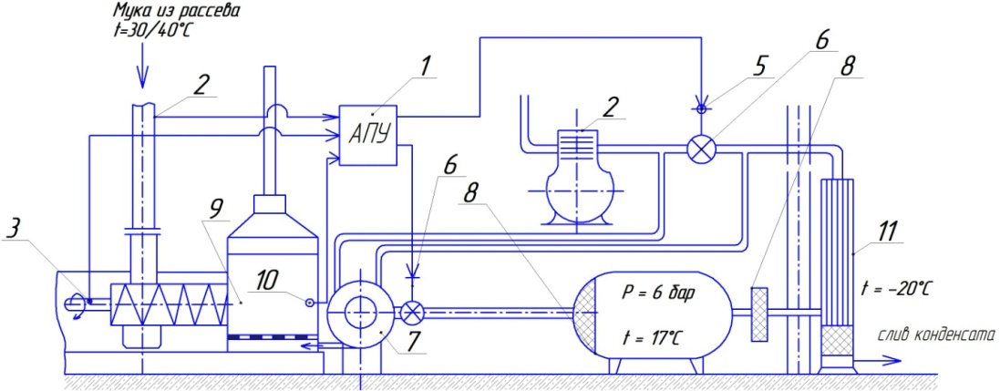 Мука из рассева
t=30/40°С
2
1
АПУ
5
6
8
2
6
8
3
9
10
7
11
Р = 6 бар
t = 17°С
t = -20°С
слив конденсата